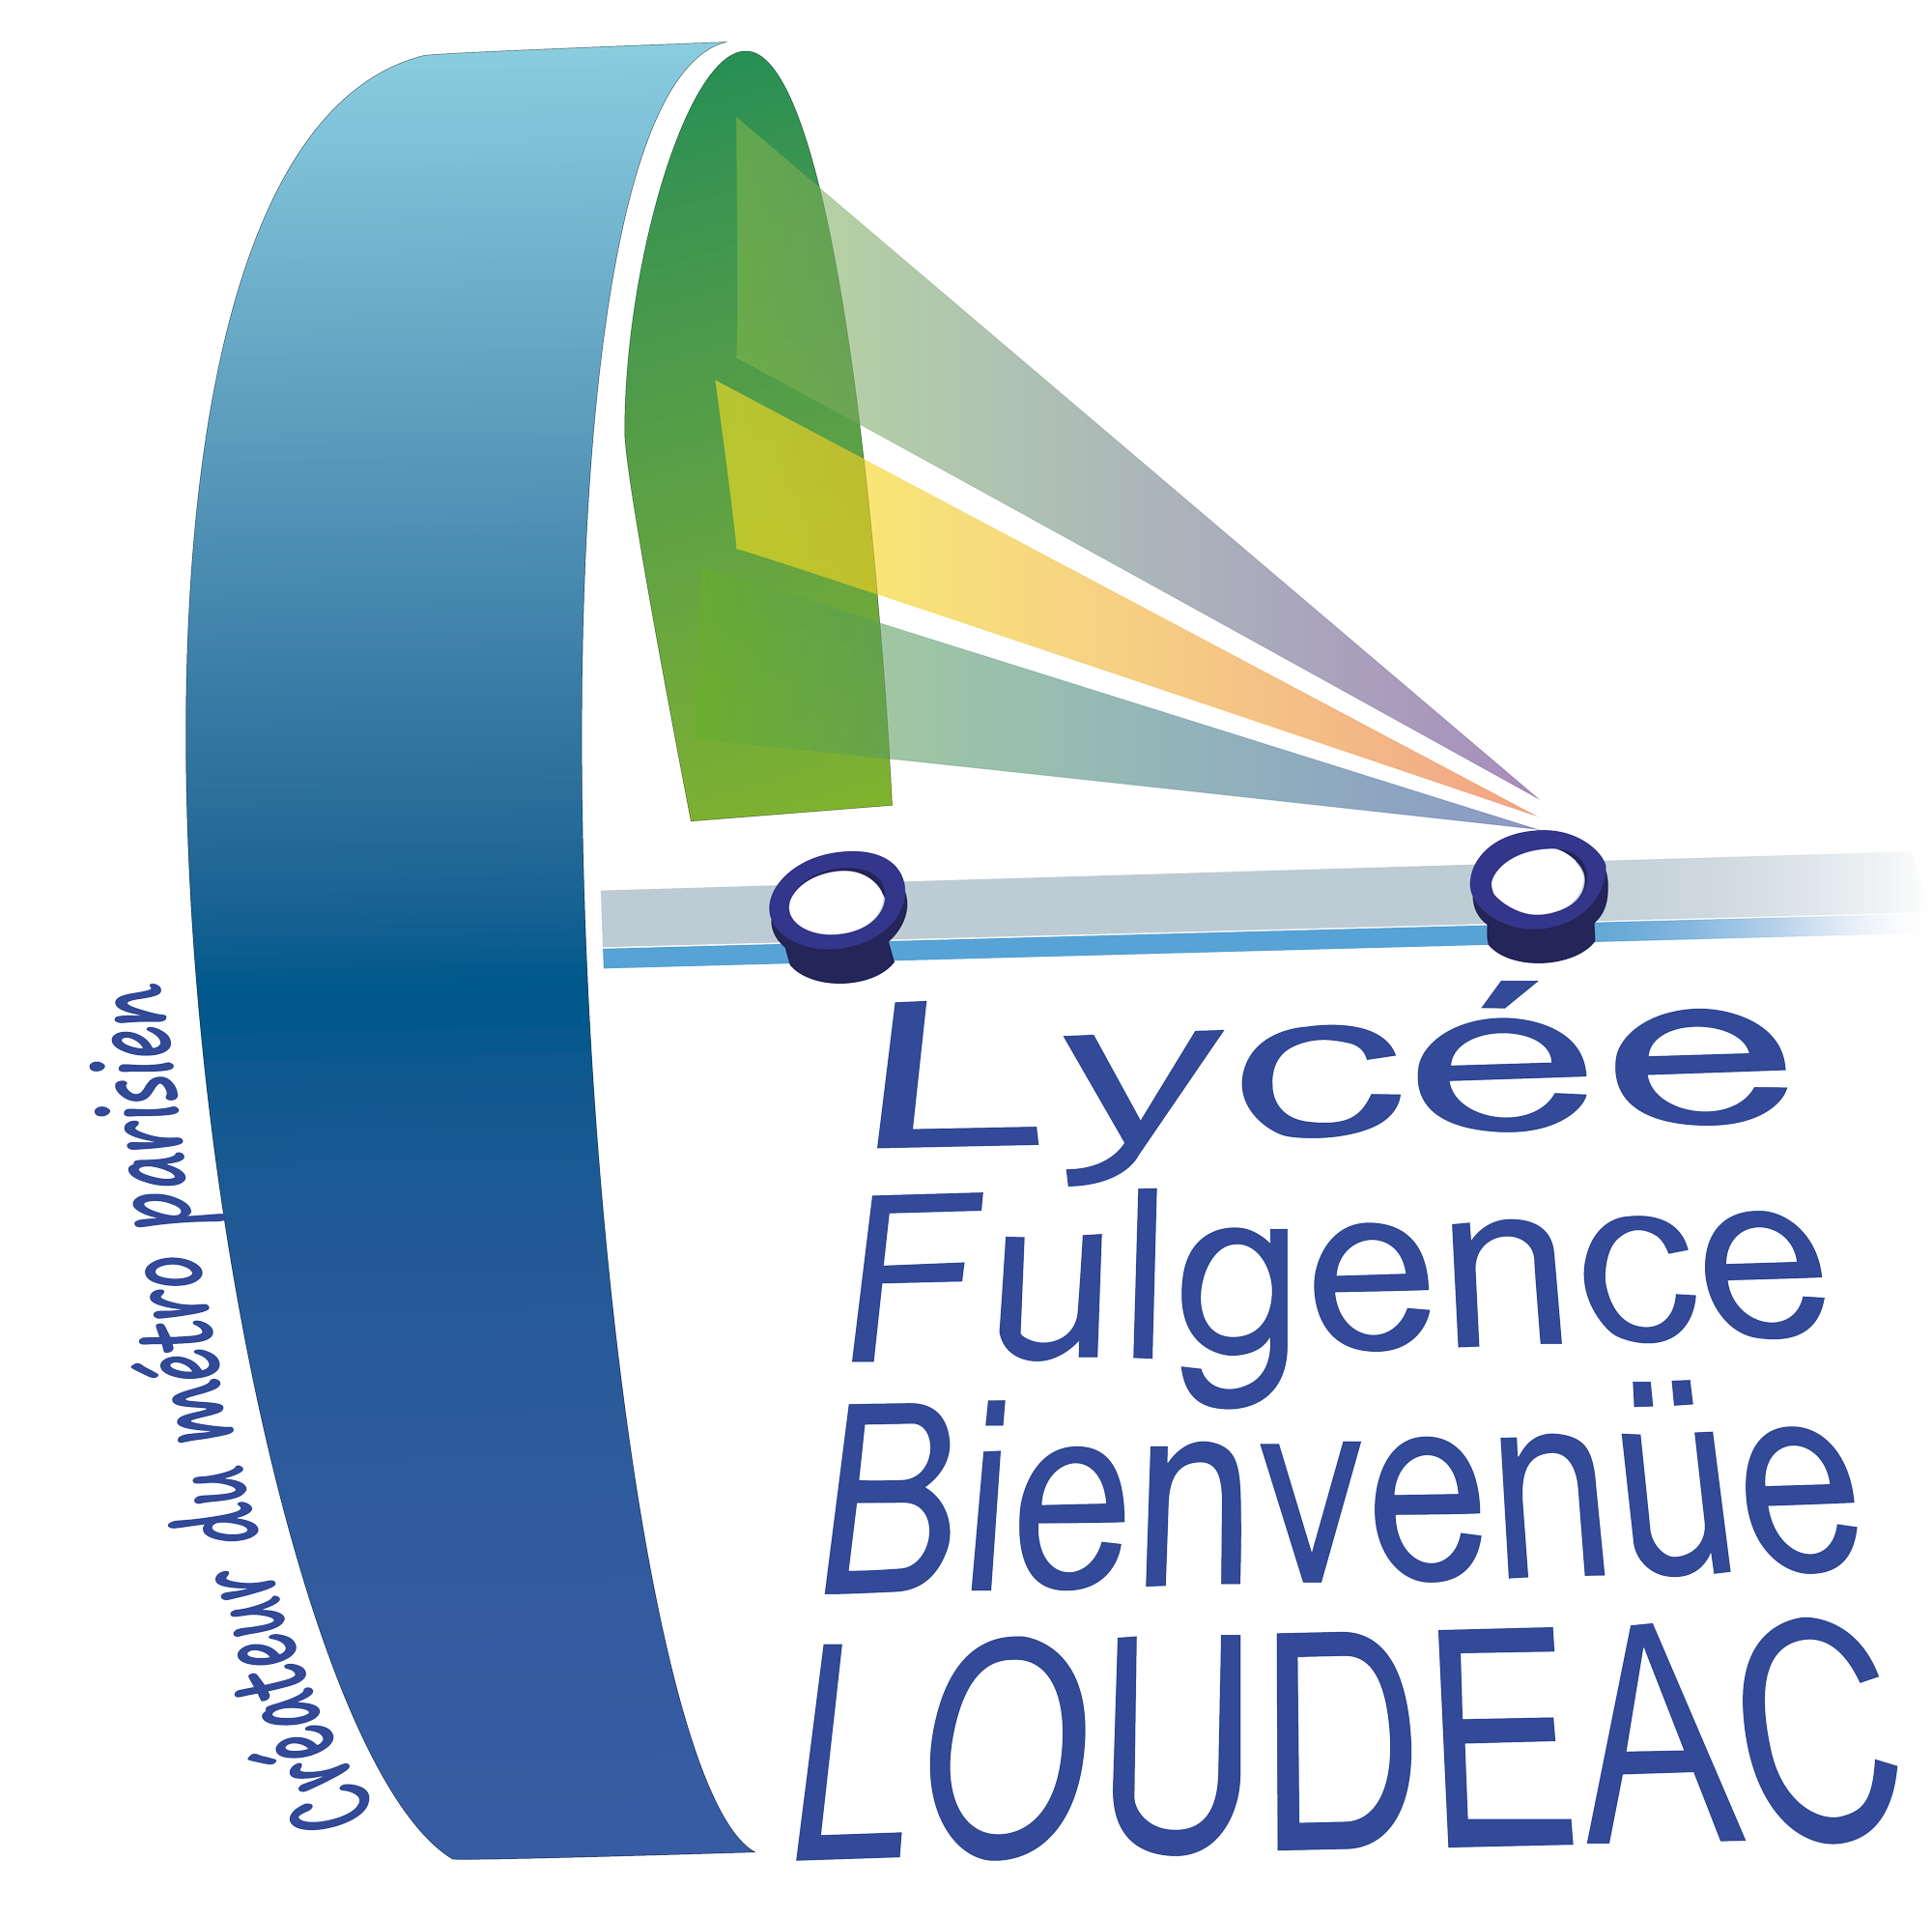 Lycée
Fulgence
Bienvenüe
LOUDEAC
Créateur du métro parisien